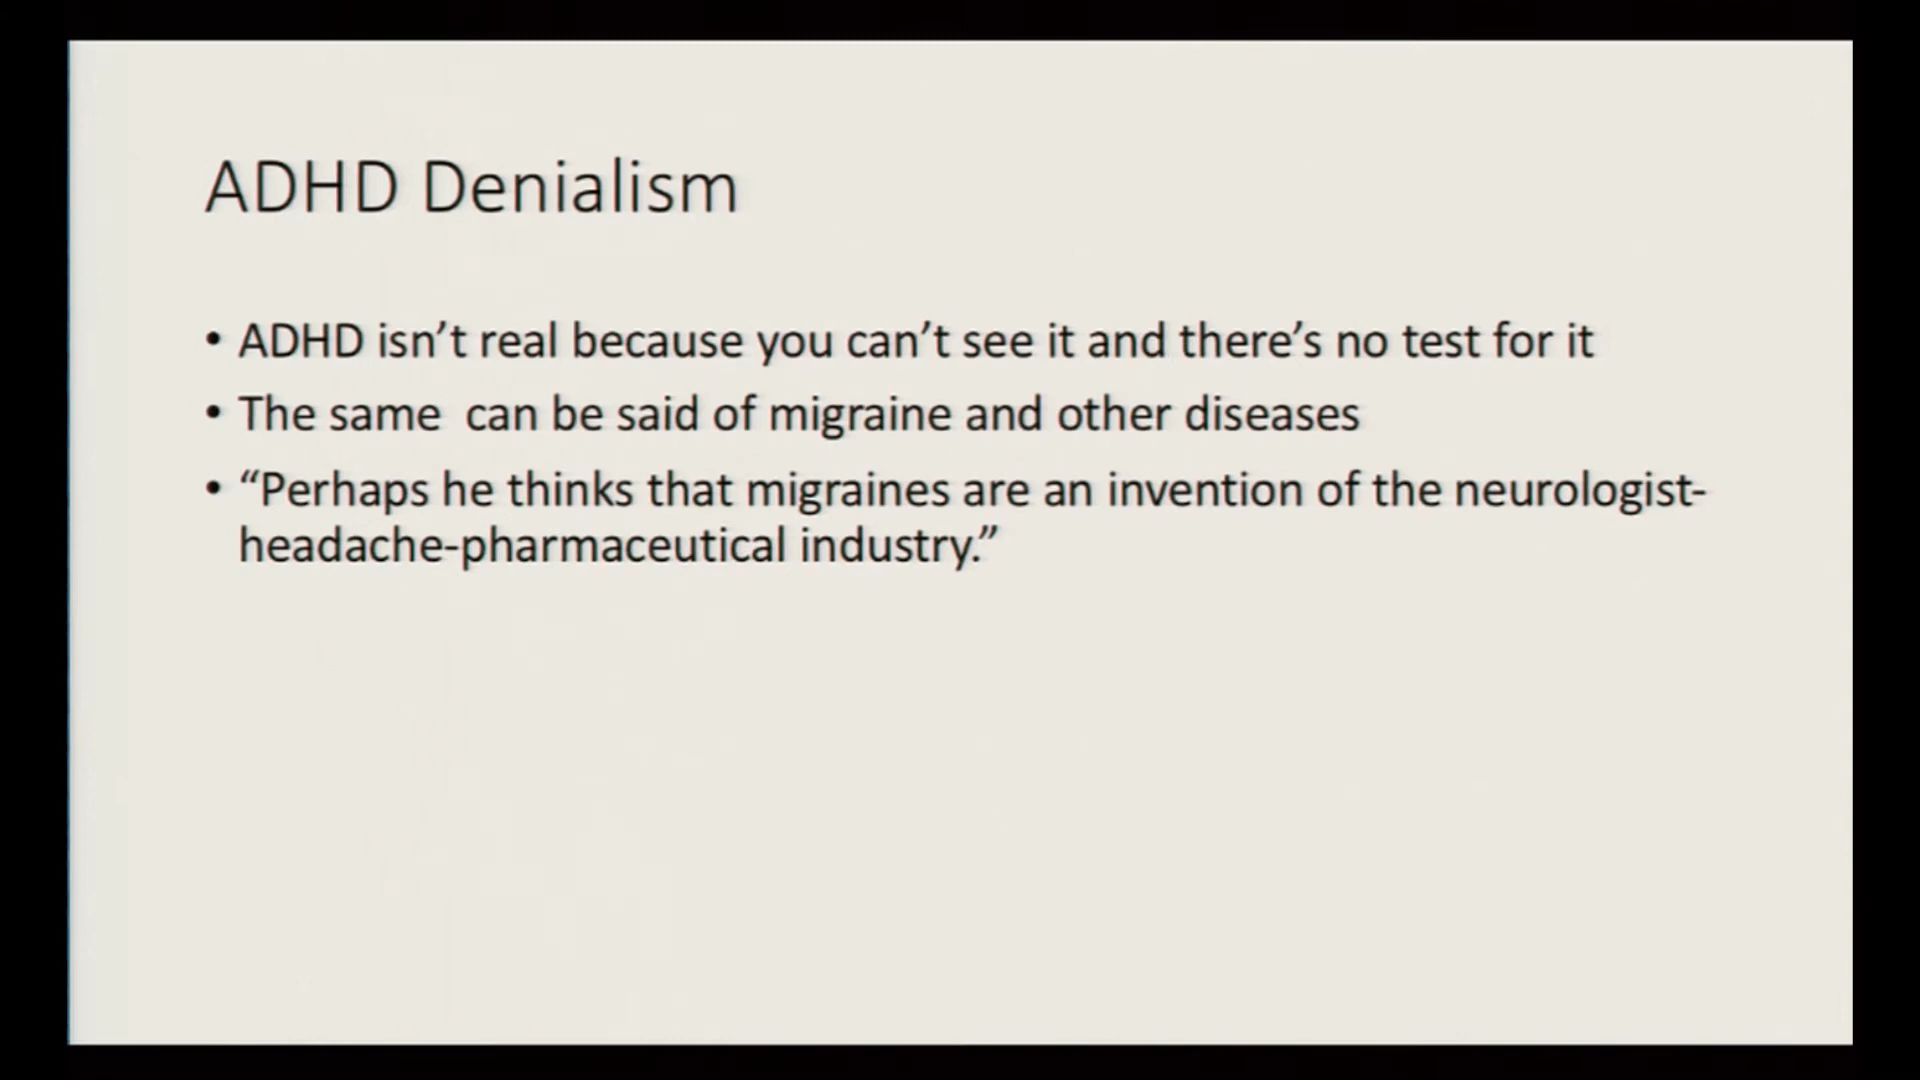 ADHD Denialism
• ADHD isn’t real because you can’t see it and there’s no test for it
• The same  can be said of migraine and other diseases
• “Perhaps he thinks that migraines are an invention of the neurologist-
headache-pharmaceutical industry.”